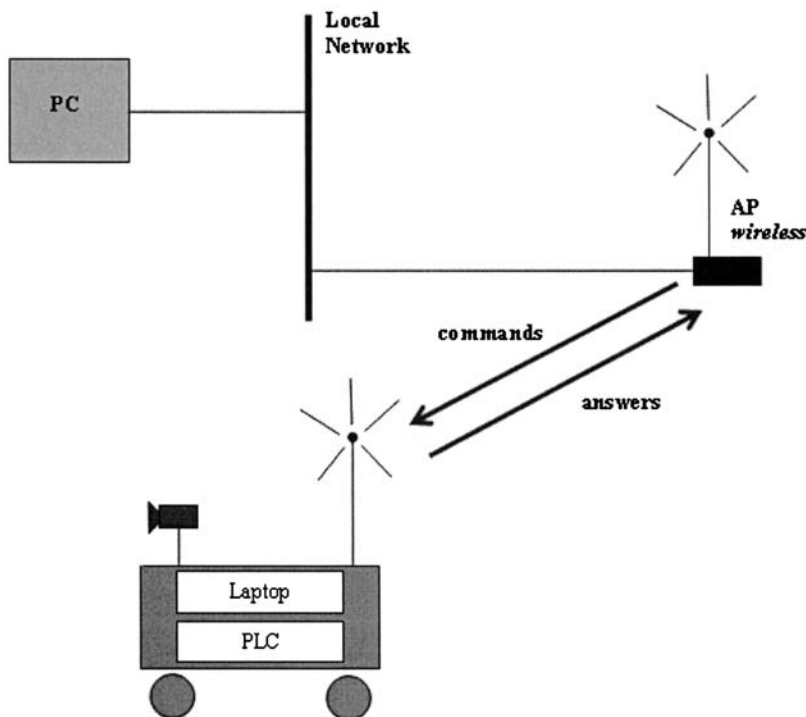 Local
Network
PC
AP
wireless
commands
answers
Laptop
PLC